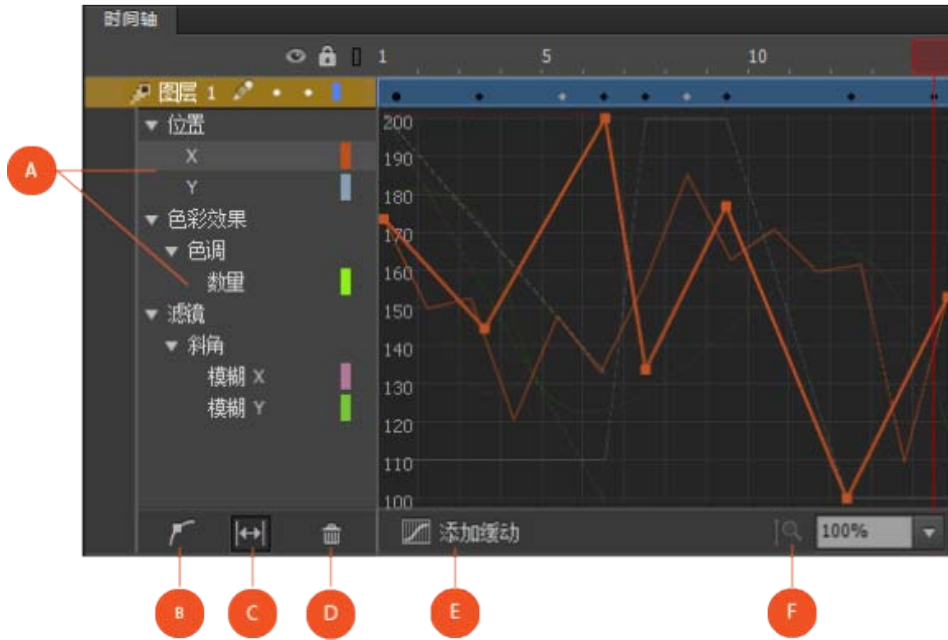 时间轴
1 5 10
图层 1
位置
X
Y
色彩效果
色调
数量
滤镜
斜角
模糊 X
模糊 Y
200
190
180
170
160
150
140
130
120
110
100
添加缓动
100%
A
B
C
D
E
F